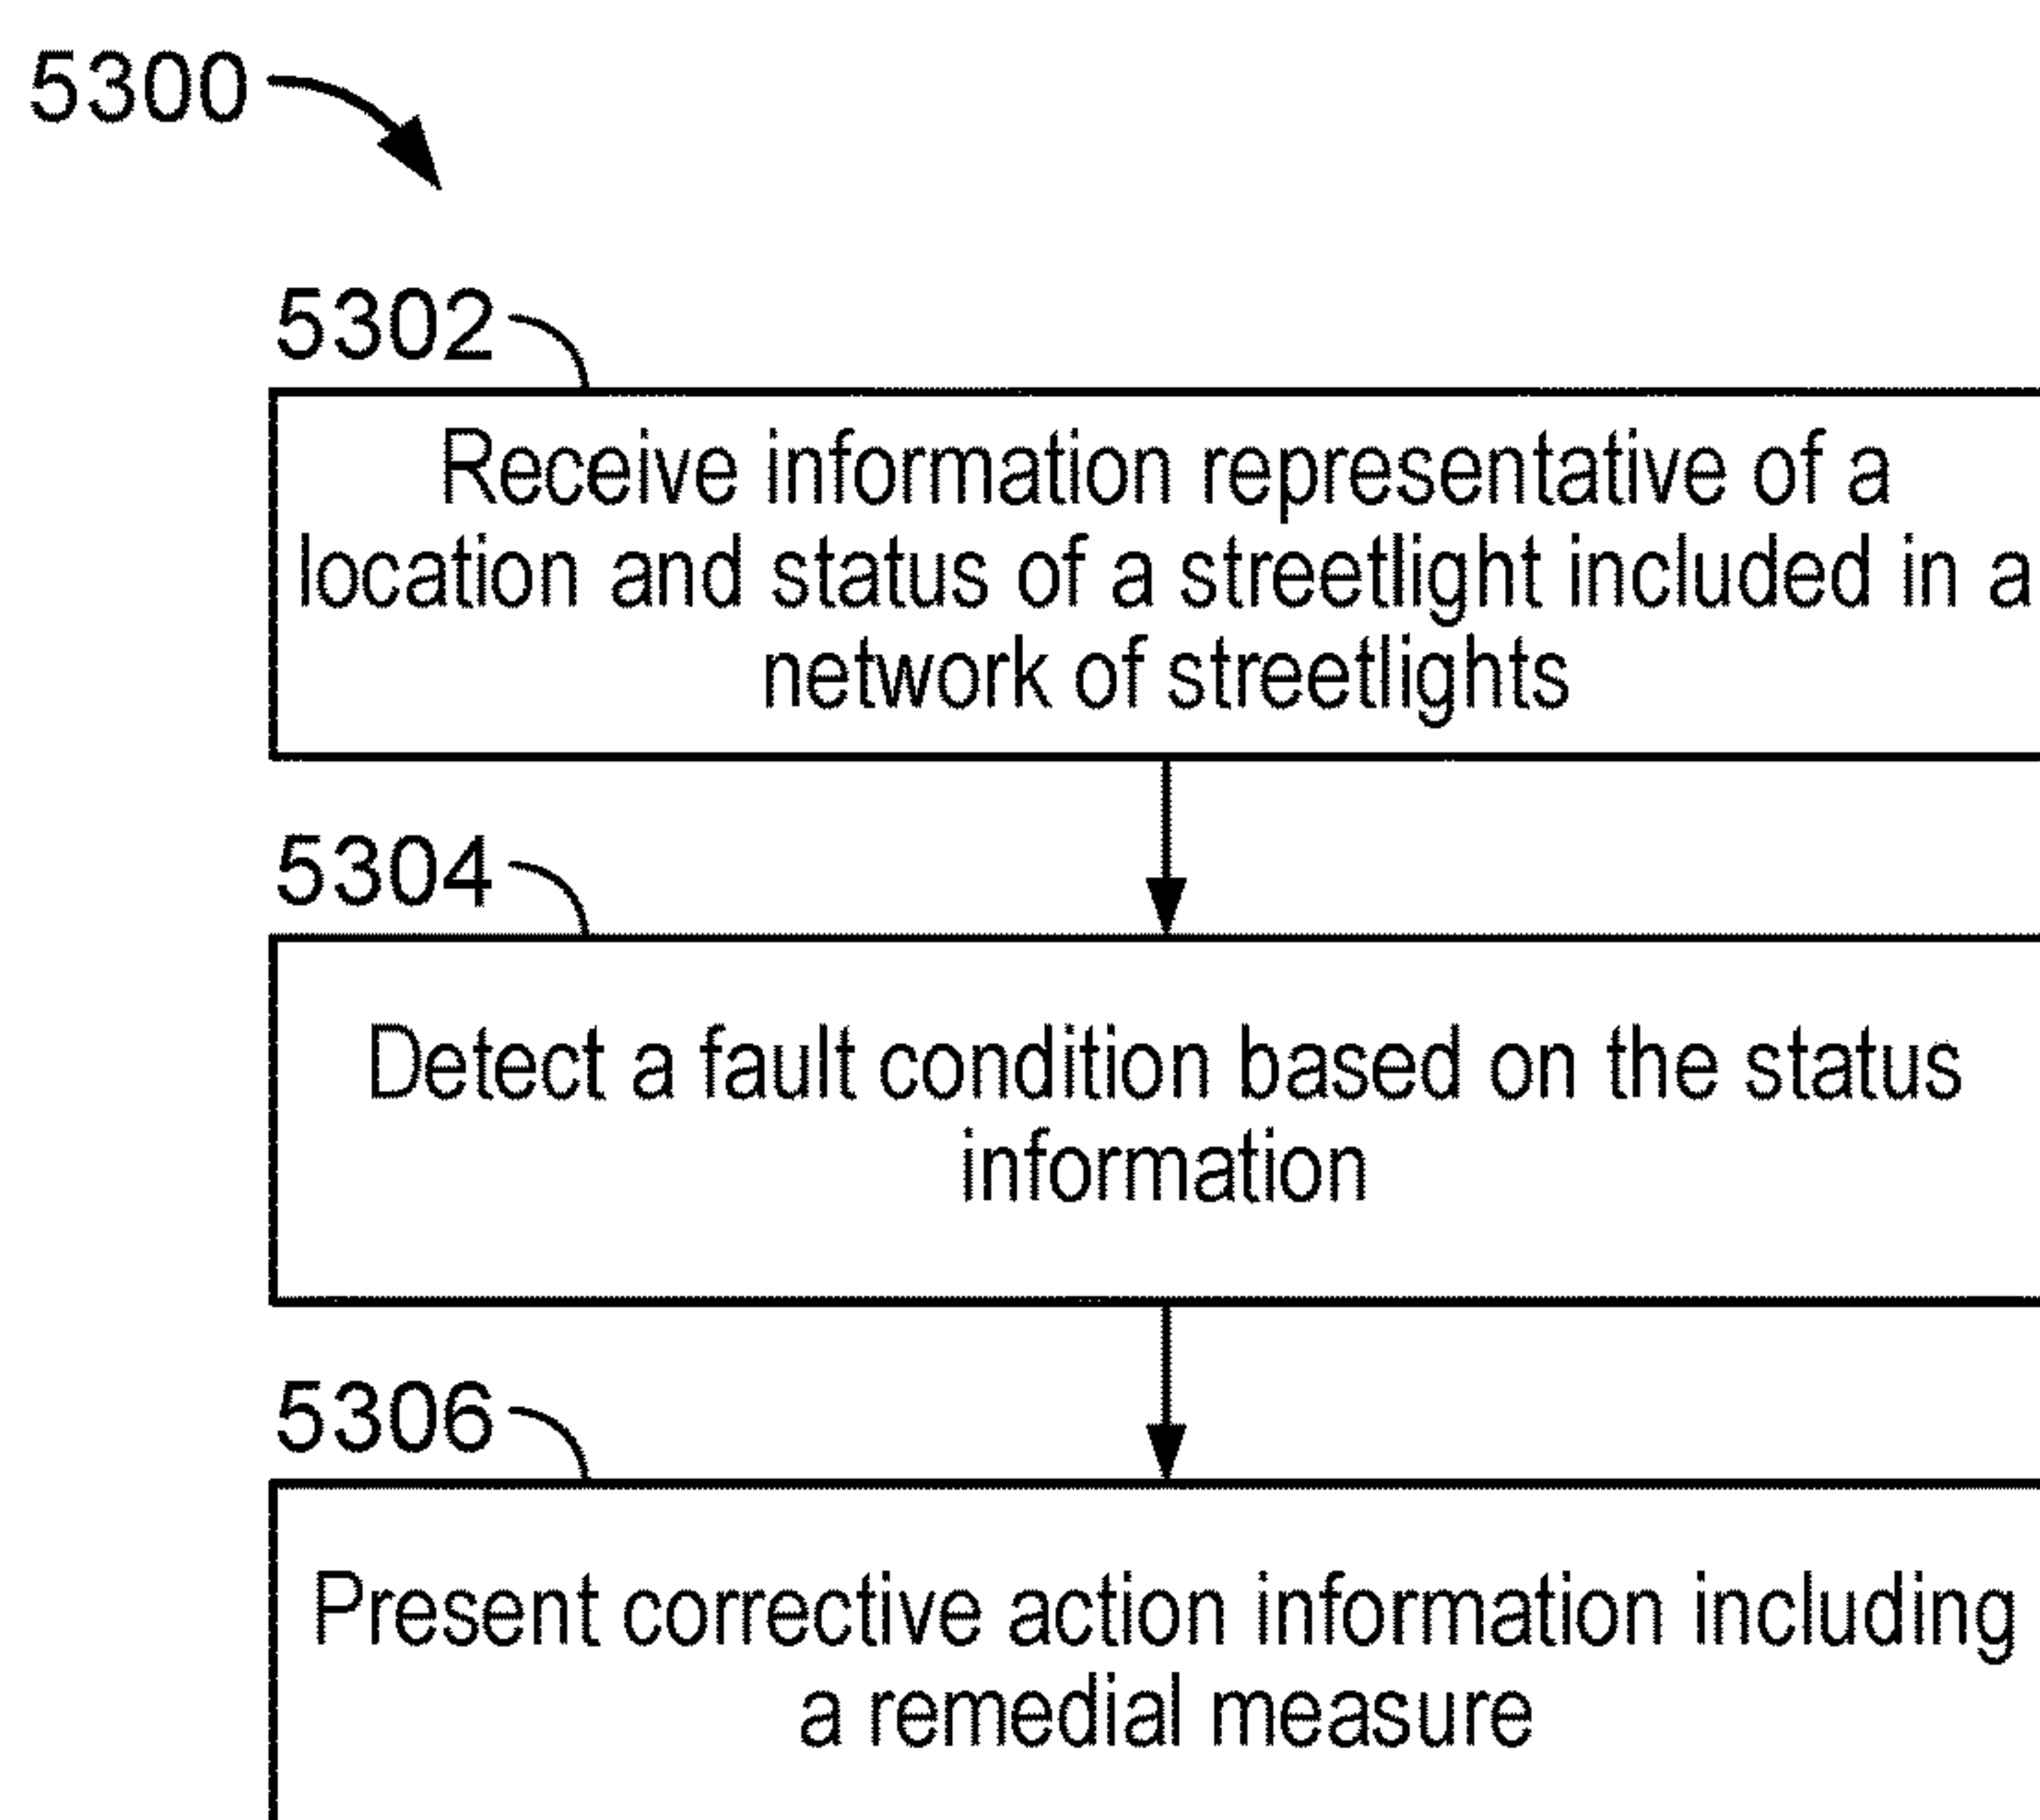 5300
5302
Receive information representative of a
location and status of a streetlight included in a
network of streetlights
5304
Detect a fault condition based on the status
information
5306
Present corrective action information including
a remedial measure